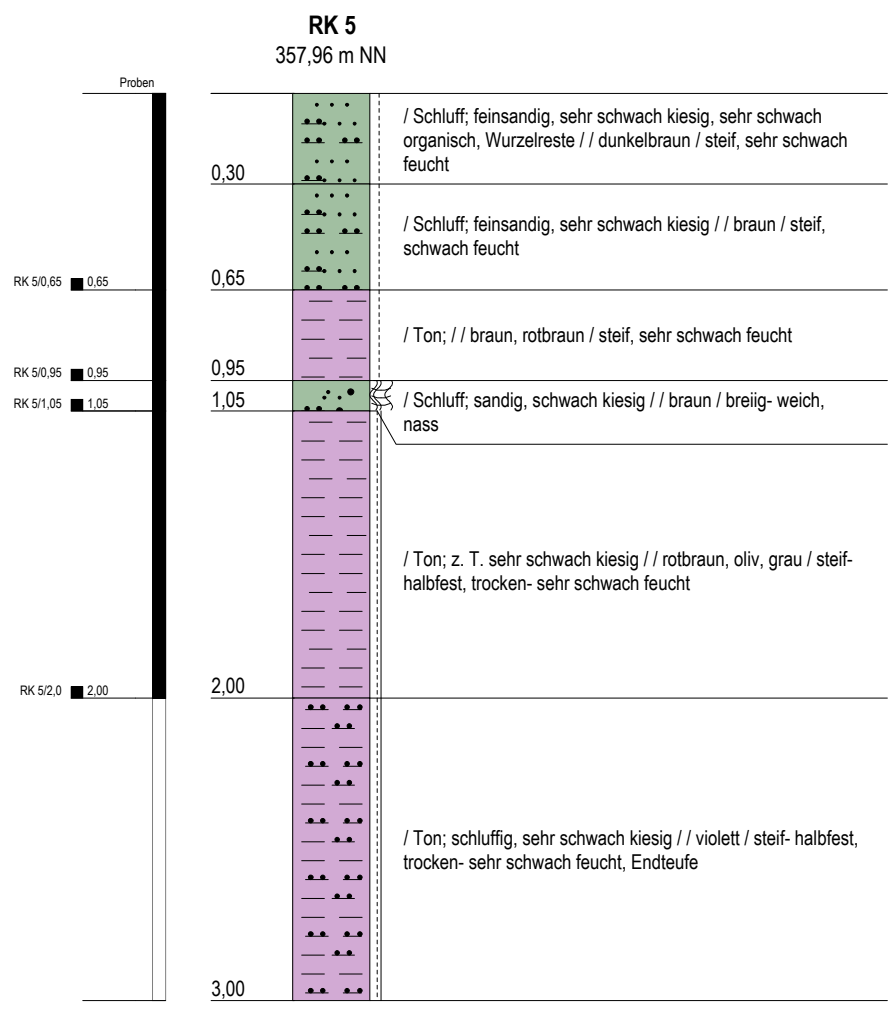 RK 5
357,96 m NN
Proben
/ Schluff; feinsandig, sehr schwach kiesig, sehr schwach
organisch, Wurzelreste / / dunkelbraun / steif, sehr schwach
feucht
0,30
/ Schluff; feinsandig, sehr schwach kiesig / / braun / steif,
schwach feucht
RK 5/0,65 0,65 0,65
/ Ton; / / braun, rotbraun / steif, sehr schwach feucht
RK 5/0,95 0,95 0,95
RK 5/1,05 1,05 1,05
/ Schluff; sandig, schwach kiesig / / braun / breiig- weich,
nass
/ Ton; z. T. sehr schwach kiesig / / rotbraun, oliv, grau / steif-
halbfest, trocken- sehr schwach feucht
RK 5/2,0 2,00 2,00
/ Ton; schluffig, sehr schwach kiesig / / violett / steif- halbfest,
trocken- sehr schwach feucht, Endteufe
3,00